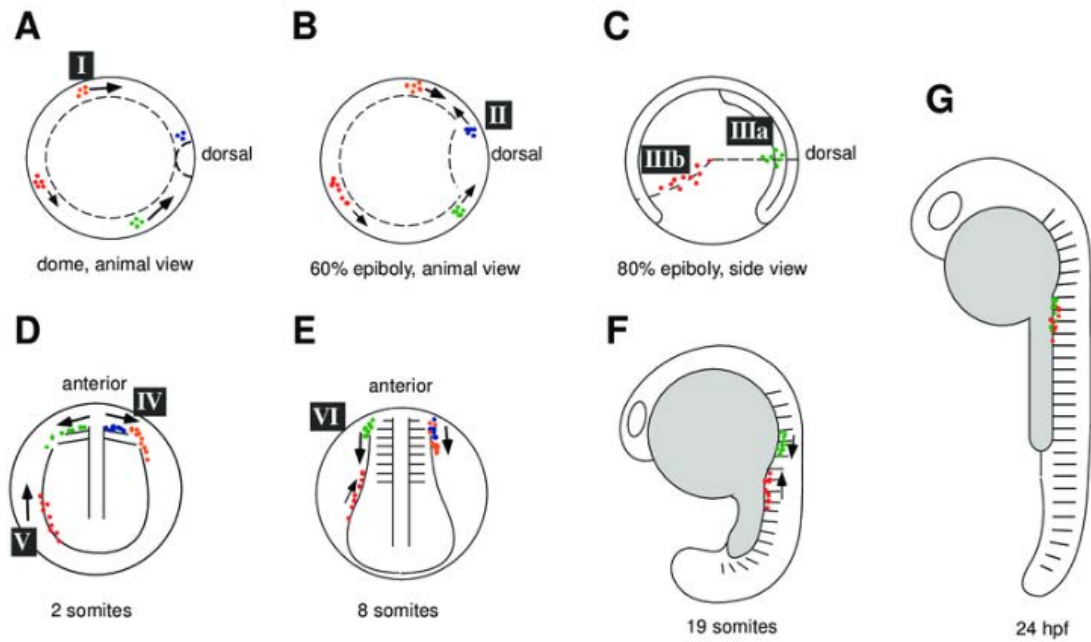 A
I
dorsal
dome, animal view
B
II
dorsal
60% epiboly, animal view
C
IIIa
IIIb
dorsal
80% epiboly, side view
G
D
anterior
IV
V
2 somites
E
anterior
VI
8 somites
F
19 somites
24 hpf